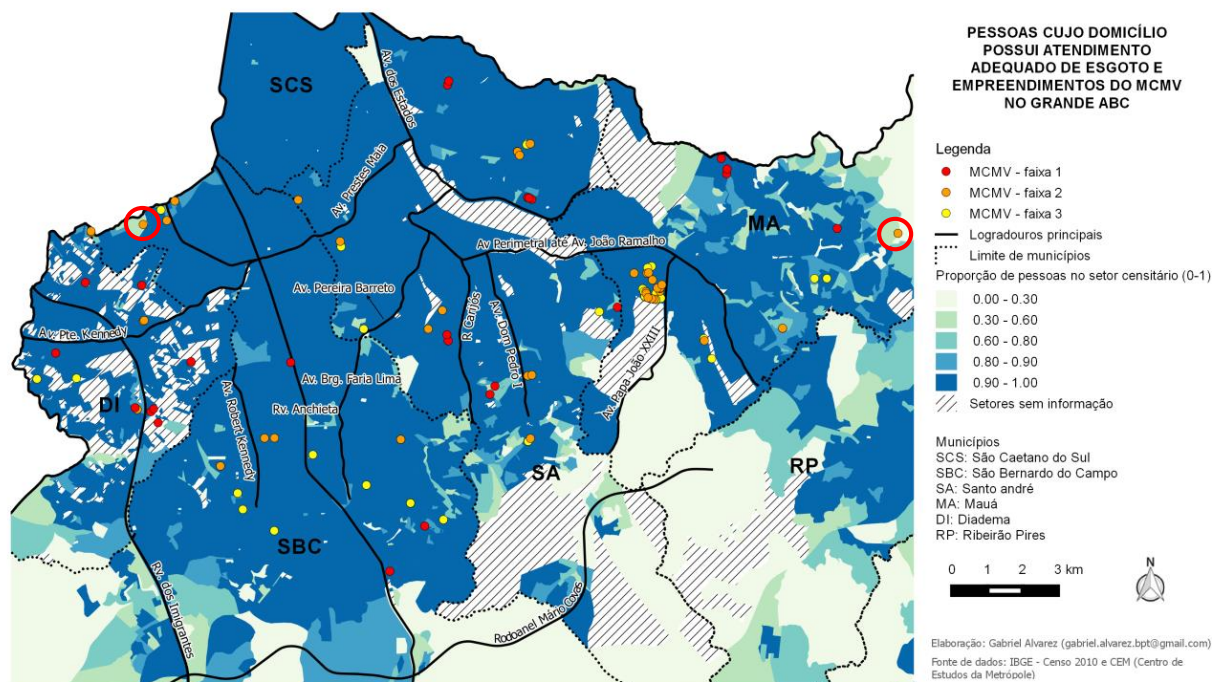 PESSOAS CUJO DOMICÍLIO
POSSUI ATENDIMENTO
ADEQUADO DE ESGOTO E
EMPREENDIMENTOS DO MCMV
NO GRANDE ABC
Legenda
MCMV - faixa 1
MCMV - faixa 2
MCMV - faixa 3
Logradouros principais
Limite de municípios
Proporção de pessoas no setor censitário (0-1)
0.00 - 0.30
0.30 - 0.60
0.60 - 0.80
0.80 - 0.90
0.90 - 1.00
Setores sem informação
Municípios
SCS: São Caetano do Sul
SBC: São Bernardo do Campo
SA: Santo andré
MA: Mauá
DI: Diadema
RP: Ribeirão Pires
0 1 2 3 km
N
Elaboração: Gabriel Alvarez (gabriel.alvarez.bpt@gmail.com)
Fonte de dados: IBGE - Censo 2010 e CEM (Centro de
Estudos da Metrópole)
SCS
Av. dos Estados
Av. Prestes Maia
MA
Av Perimetral até Av. João Ramalho
Av. Pereira Barreto
R Carijós
Av. Dom Pedro I
Av. Papa João XXIII
Av. Pte. Kennedy
Av. Brg. Faria Lima
DI
Av. Robert Kennedy
Rv. Anchieta
SA
RP
SBC
Rv. dos Imigrantes
Rodoanel Mário Covas